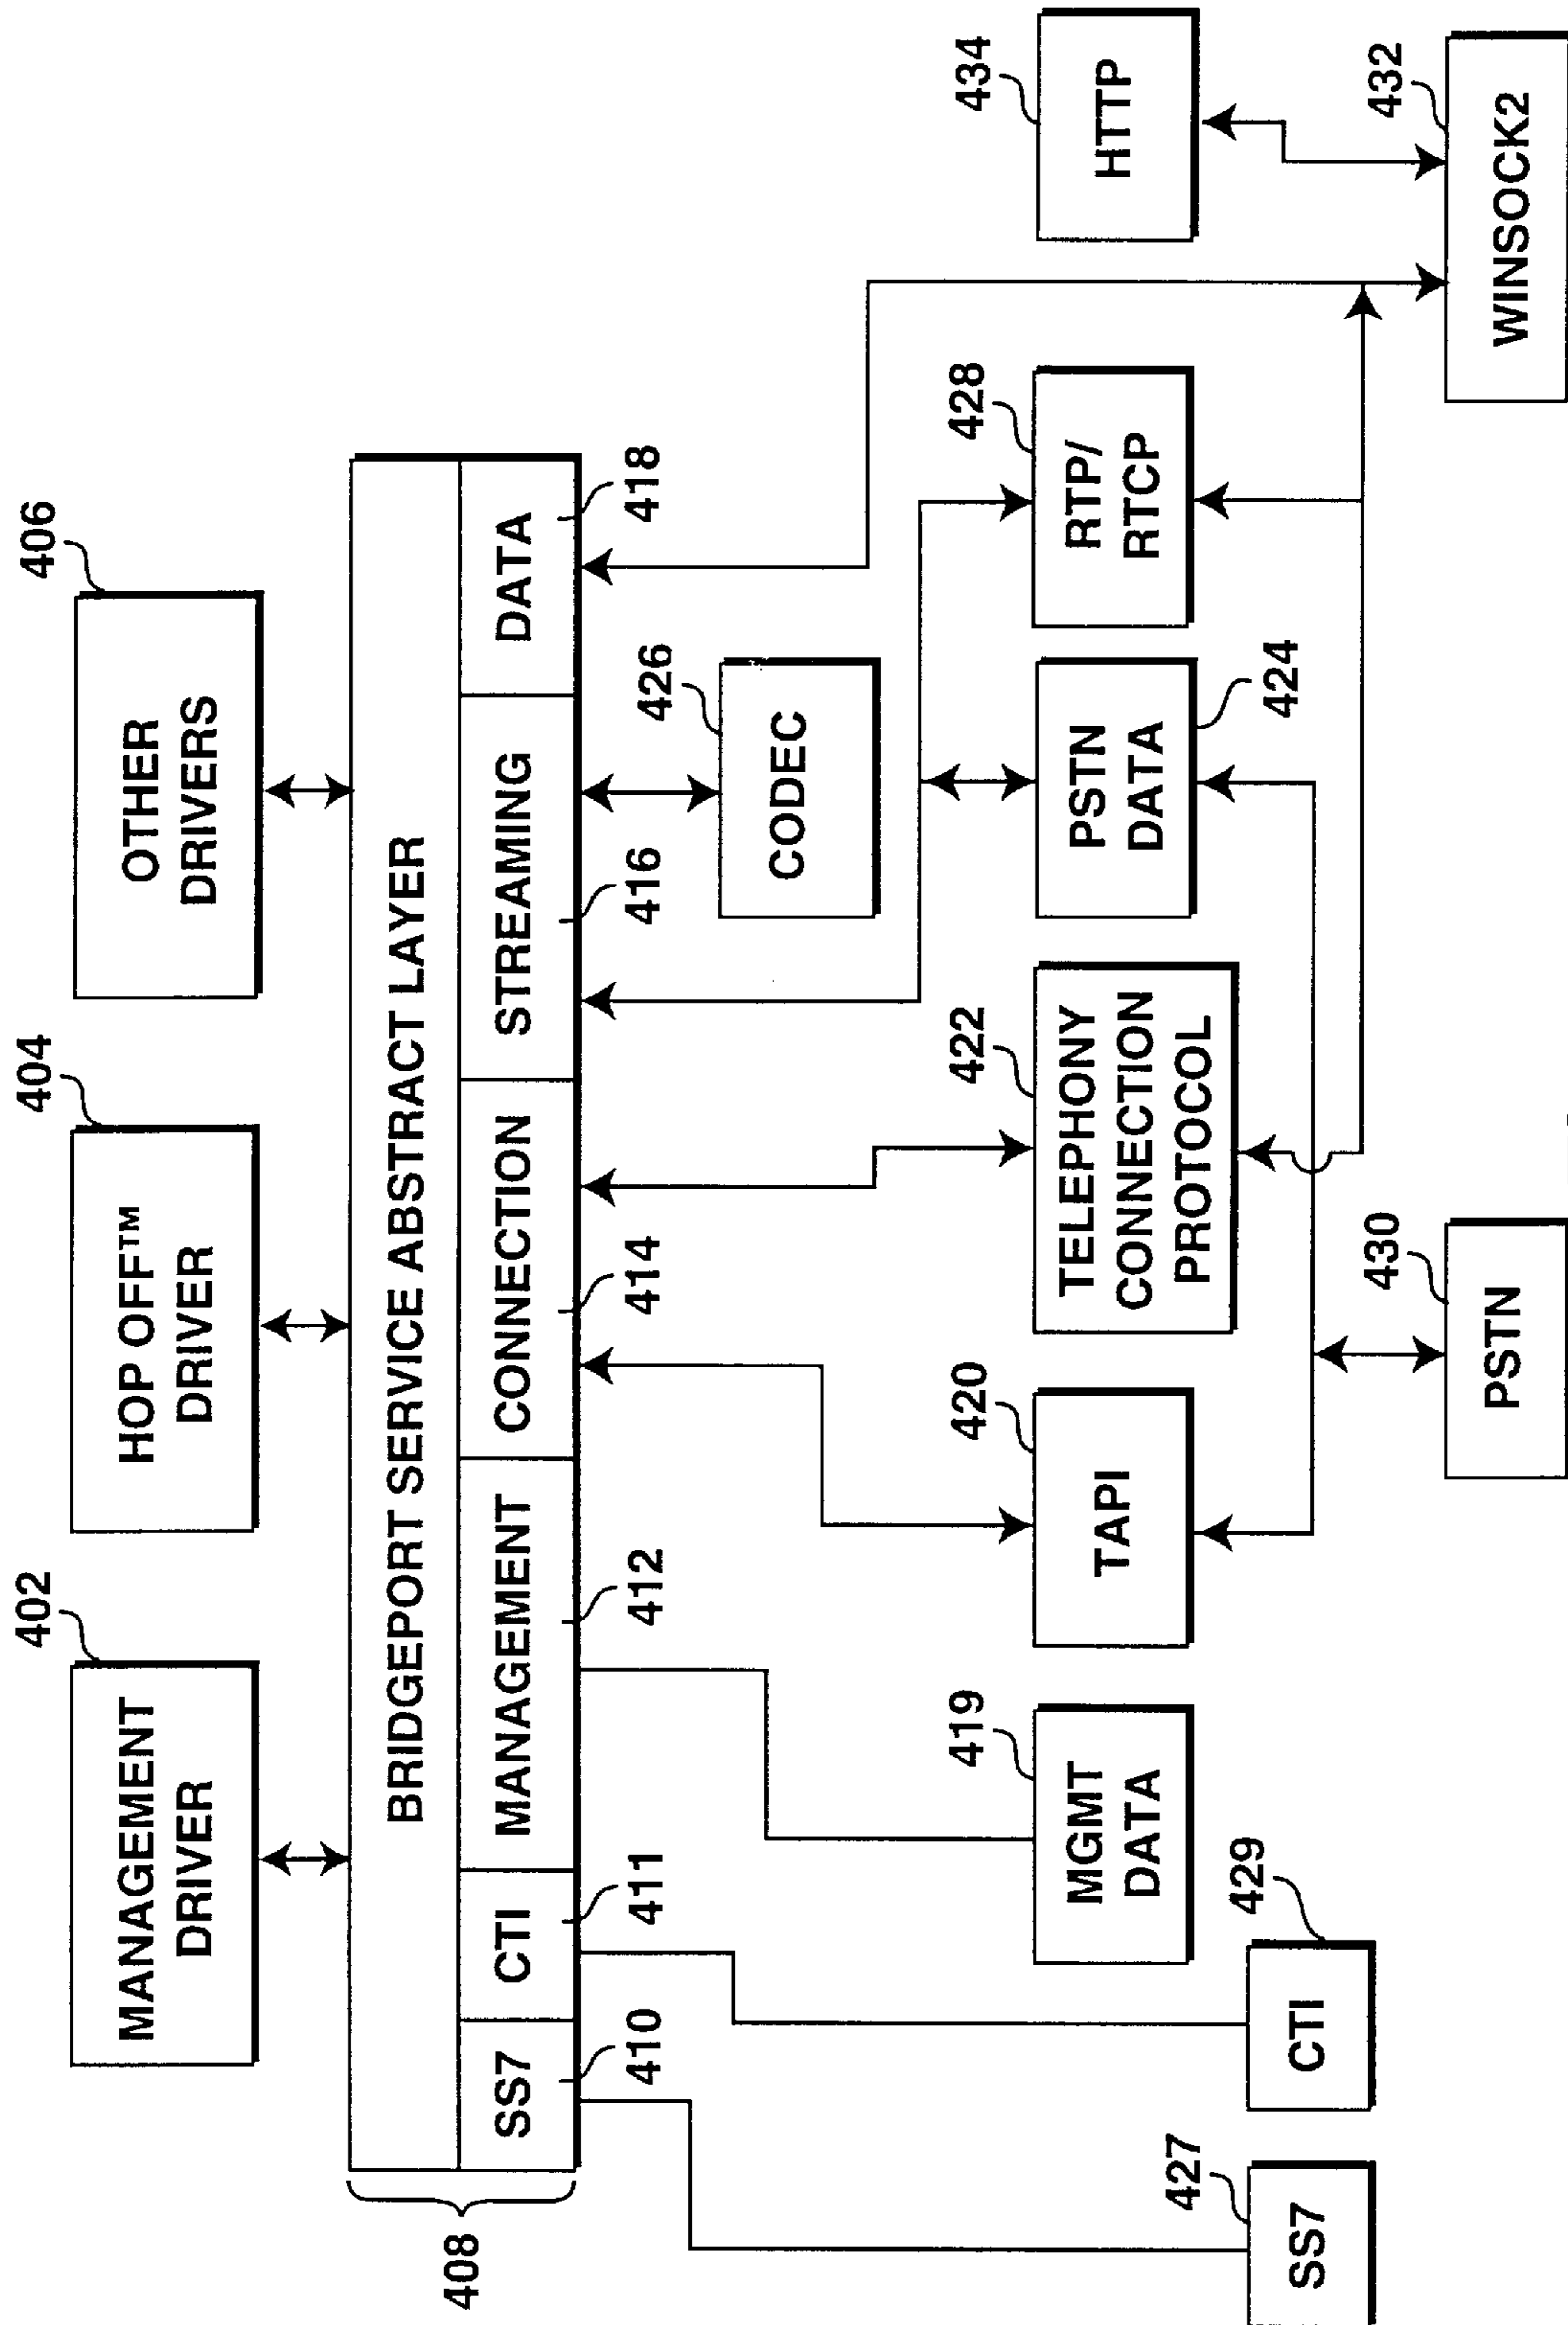 402
MANAGEMENT
DRIVER
404
HOP OFF™
DRIVER
406
OTHER
DRIVERS
408
BRIDGEPORT SERVICE ABSTRACT LAYER
SS7
CTI
MANAGEMENT
CONNECTION
STREAMING
DATA
410
411
412
414
416
418
426
CODEC
419
MGMT
DATA
420
TAPI
422
TELEPHONY
CONNECTION
PROTOCOL
PSTN
DATA
424
428
RTP/
RTCP
434
HTTP
427
SS7
429
CTI
430
PSTN
432
WINSOCK2